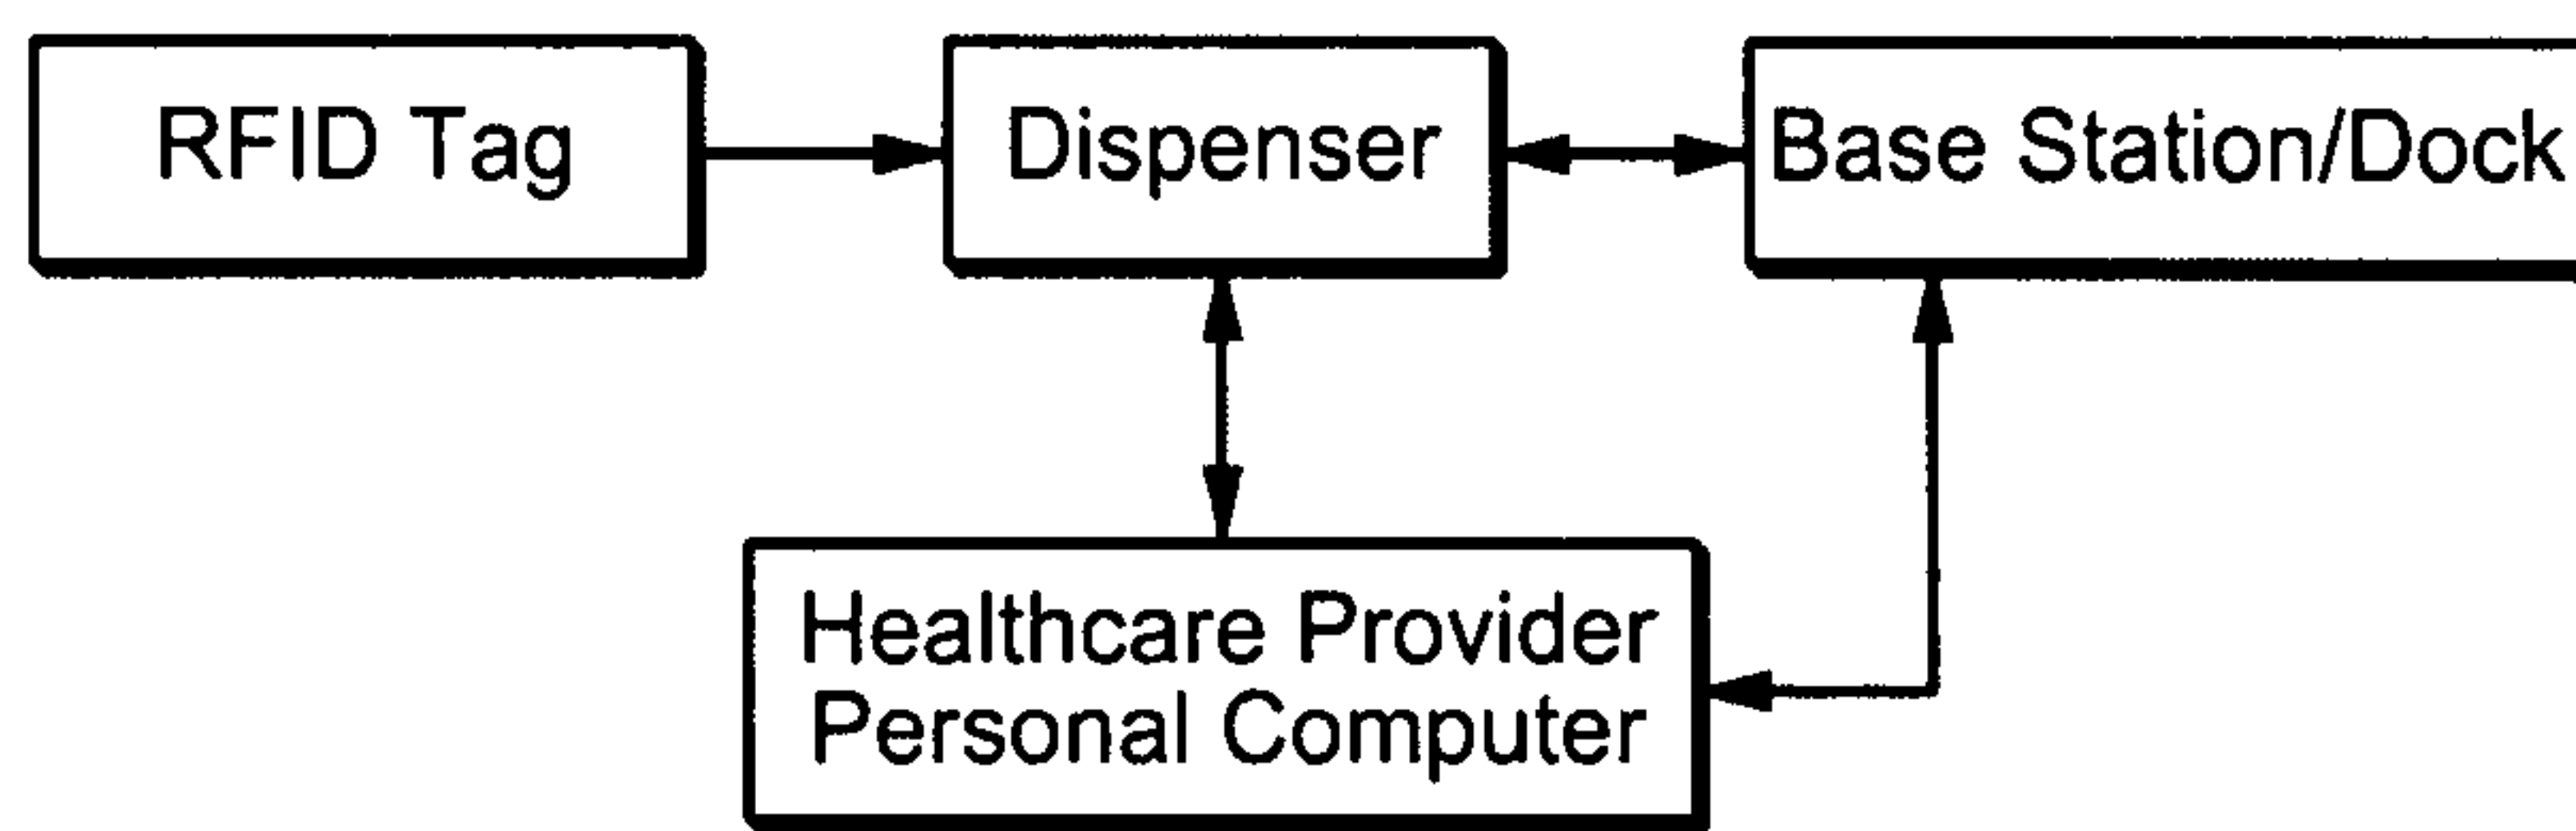 RFID Tag
Dispenser
Base Station/Dock
Healthcare Provider
Personal Computer